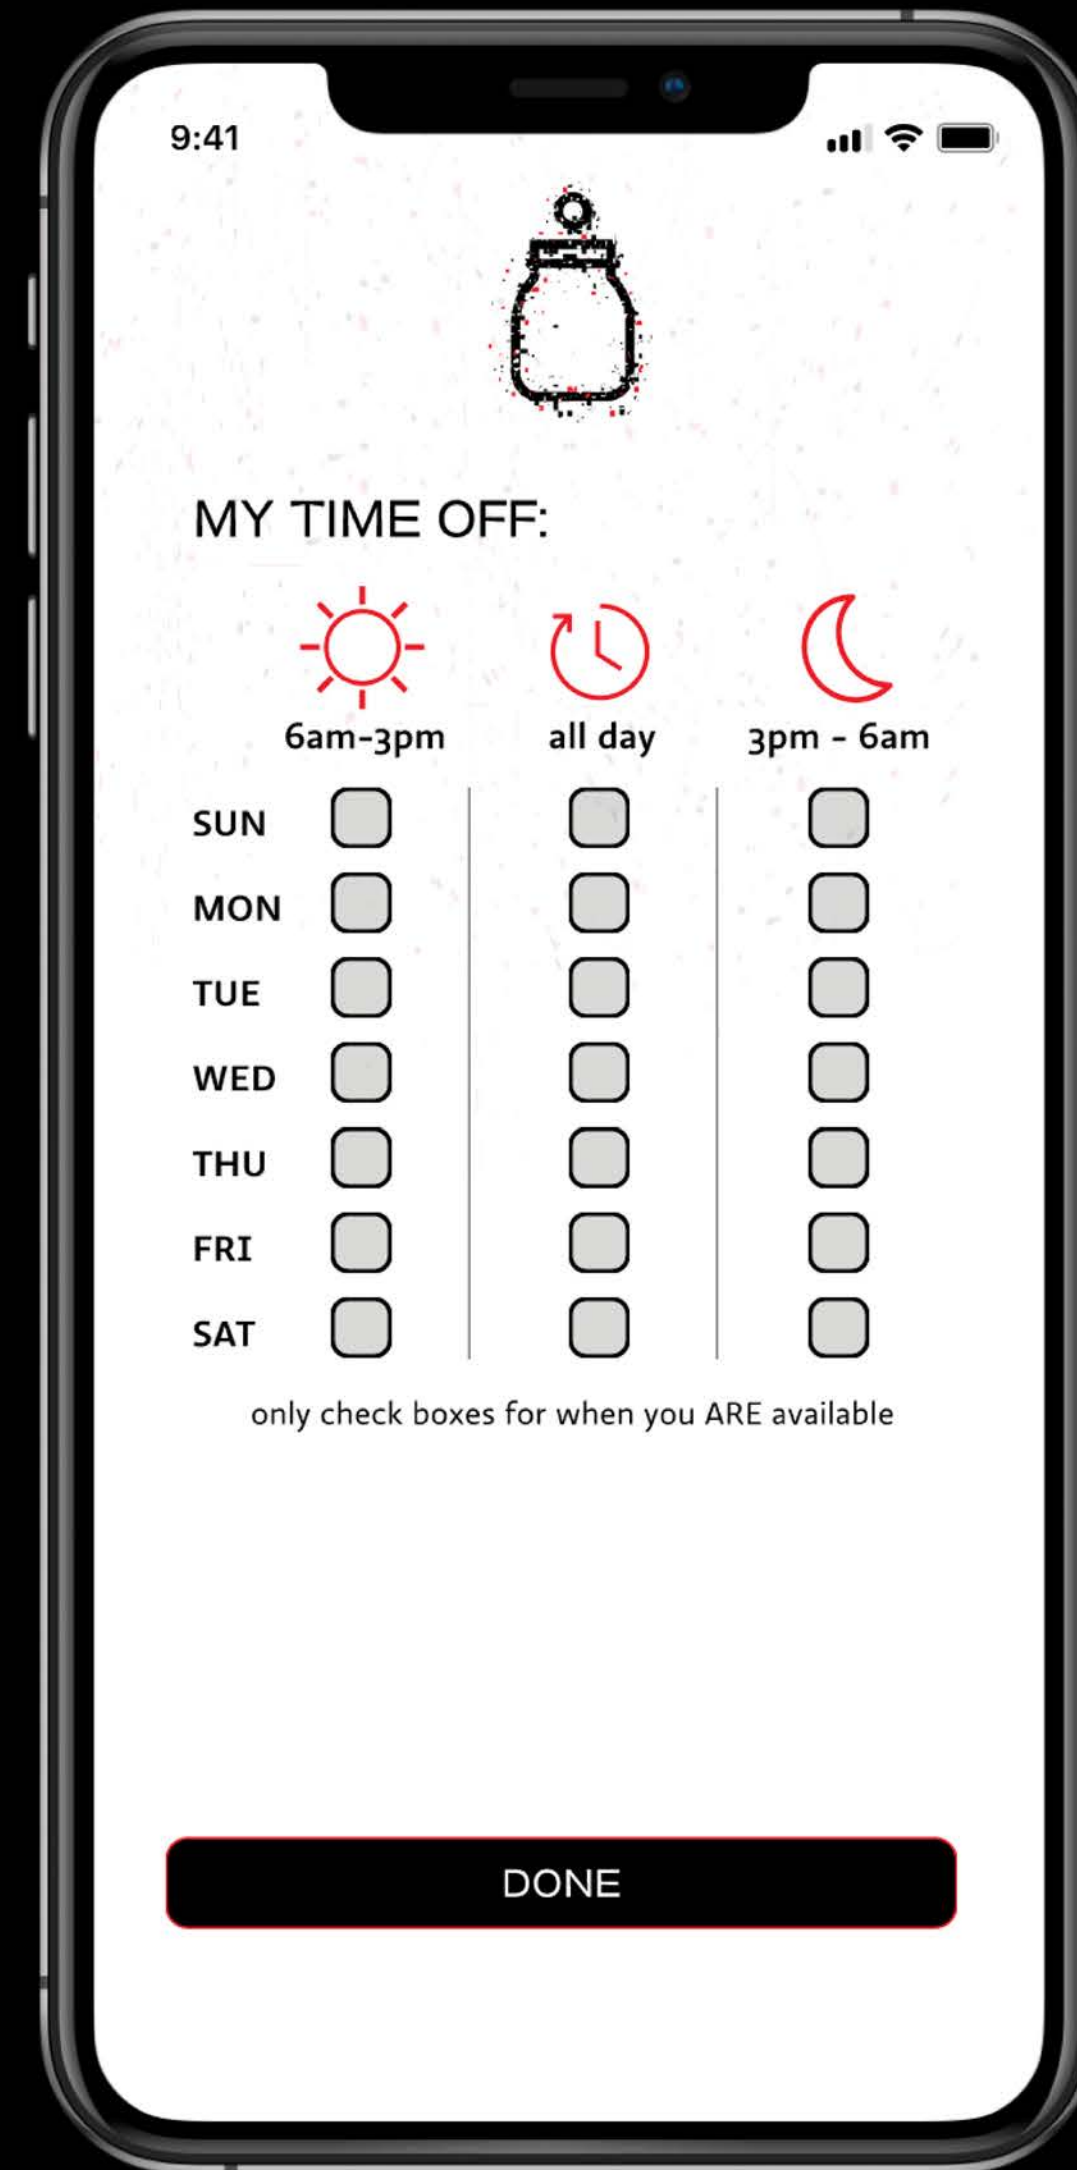 9:41
MY TIME OFF:
6am-3pm all day 3pm - 6am
SUN
MON
TUE
WED
THU
FRI
SAT
only check boxes for when you ARE available
DONE